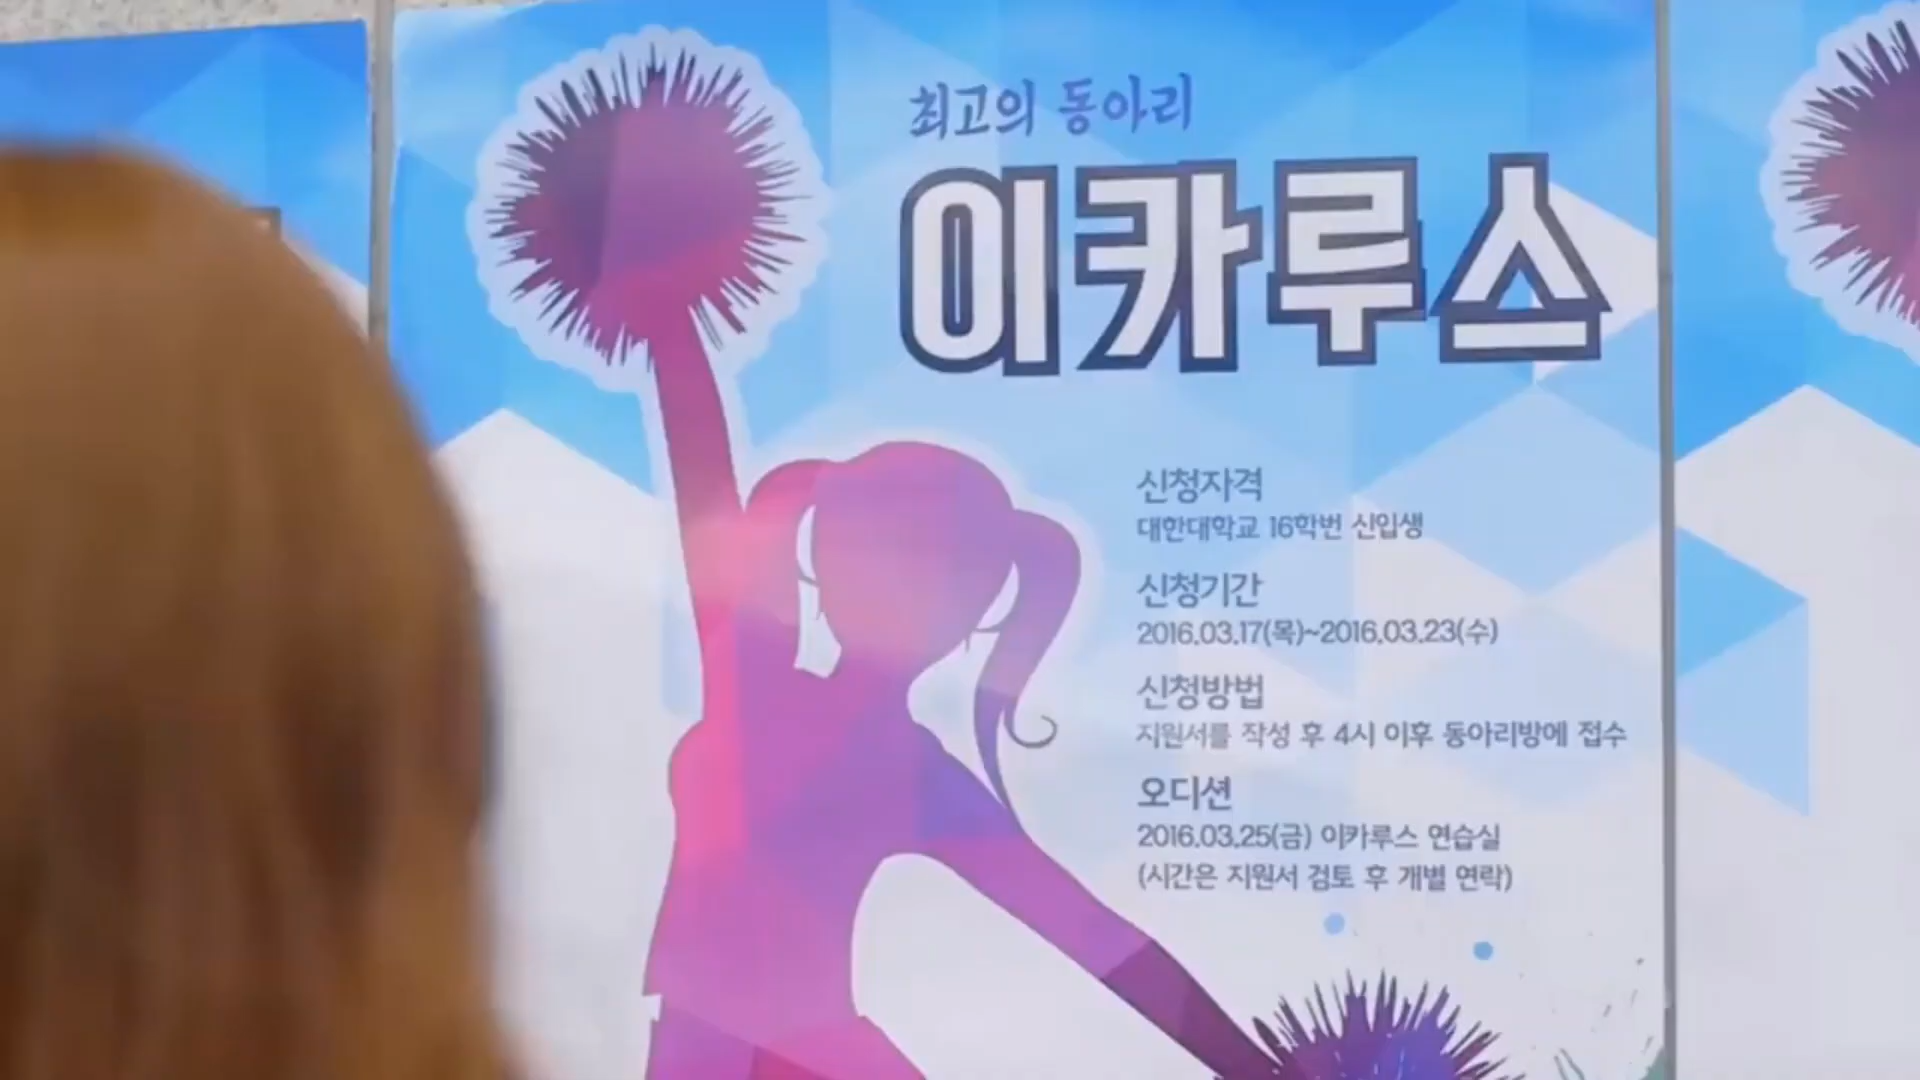 최고의 동아리
이카루스
신청자격
대한대학교 16학번 신입생
신청기간
2016.03.17(목)~2016.03.23(수)
신청방법
지원서를 작성 후 4시 이후 동아리방에 접수
오디션
2016.03.25(금) 이카루스 연습실
(시간은 지원서 검토 후 개별 연락)